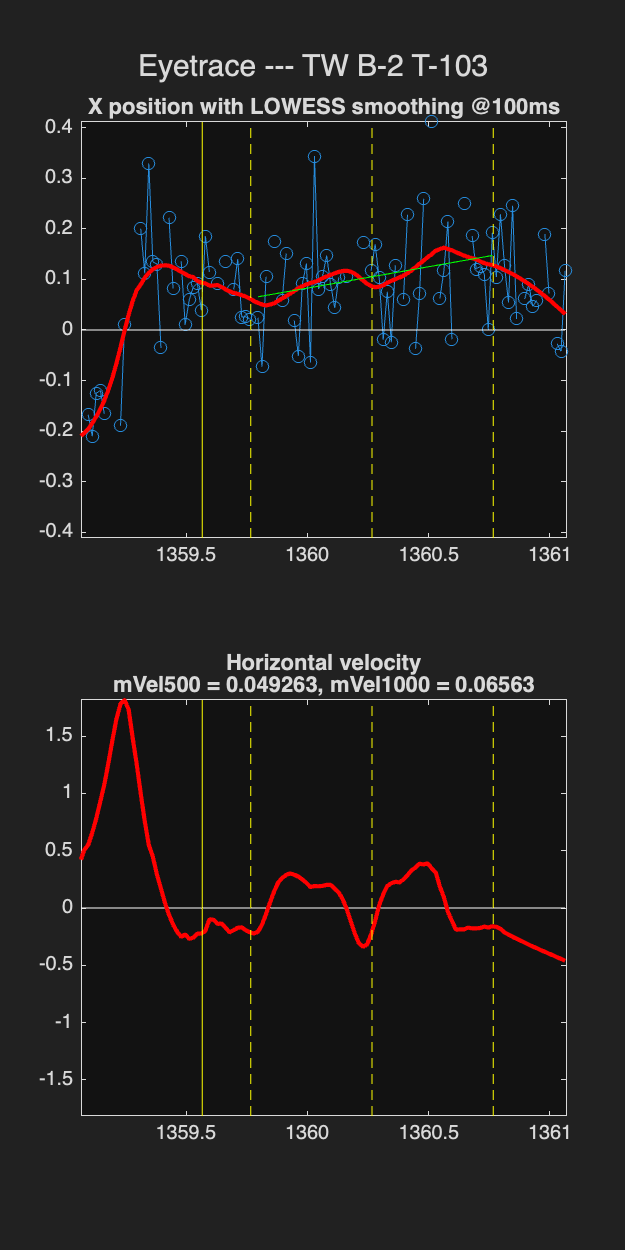 Eyetrace --- TW B-2 T-103
X position with LOWESS smoothing @100ms
0.4
0.3
0.2
0.1
0
-0.1
-0.2
-0.3
-0.4
1359.5 1360 1360.5 1361
Horizontal velocity
mVel500 = 0.049263, mVel1000 = 0.06563
1.5
1
0.5
0
-0.5
-1
-1.5
1359.5 1360 1360.5 1361